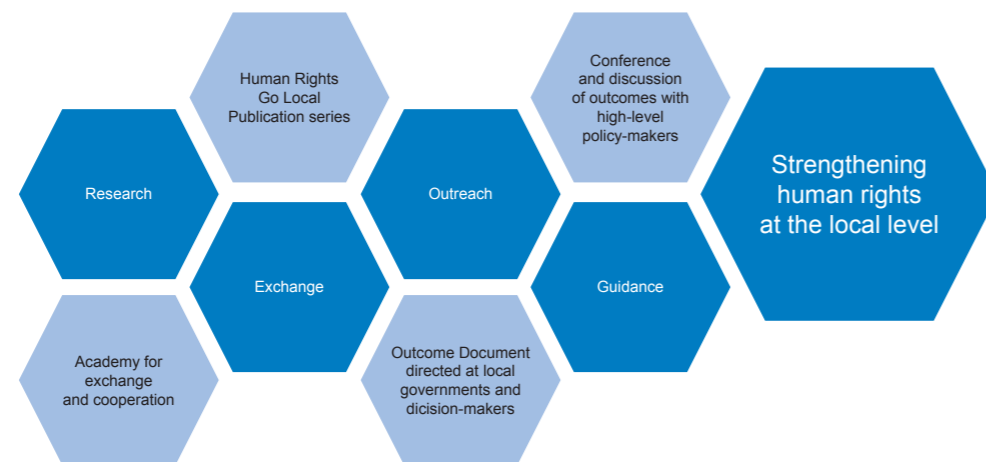 Human Rights
Go Local
Publication series
Conference
and discussion
of outcomes with
high-level
policy-makers
Research
Outreach
Strengthening
human rights
at the local level
Exchange
Guidance
Academy for
exchange
and cooperation
Outcome Document
directed at local
governments and
dicision-makers